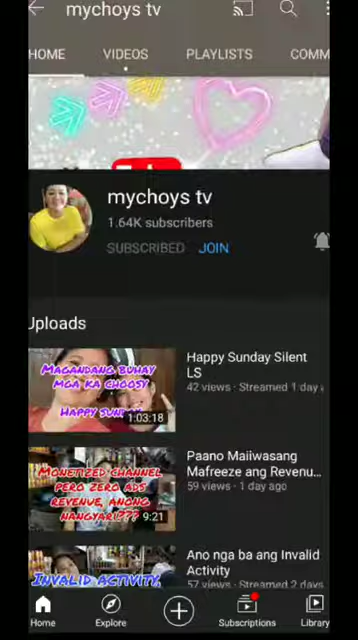 mychoys tv
HOME VIDEOS PLAYLISTS COMM
mychoys tv
1.64K subscribers
SUBSCRIBED JOIN
Uploads
MAGANDANG BUHAY
MGA KA CHOOSY
HAPPY SUNDAY
1:03:18
Happy Sunday Silent
LS
42 views · Streamed 1 day
MONETIZED CHANNEL
PERO ZERO ADS
REVENUE, ANONG
NANGYARI???
9:21
Paano Maiiwasang
Mafreeze ang Revenu...
59 views · 1 day ago
INVALID ACTIVITY
Ano nga ba ang Invalid
Activity
57 views · Streamed 2 days
Home Explore Subscriptions Library